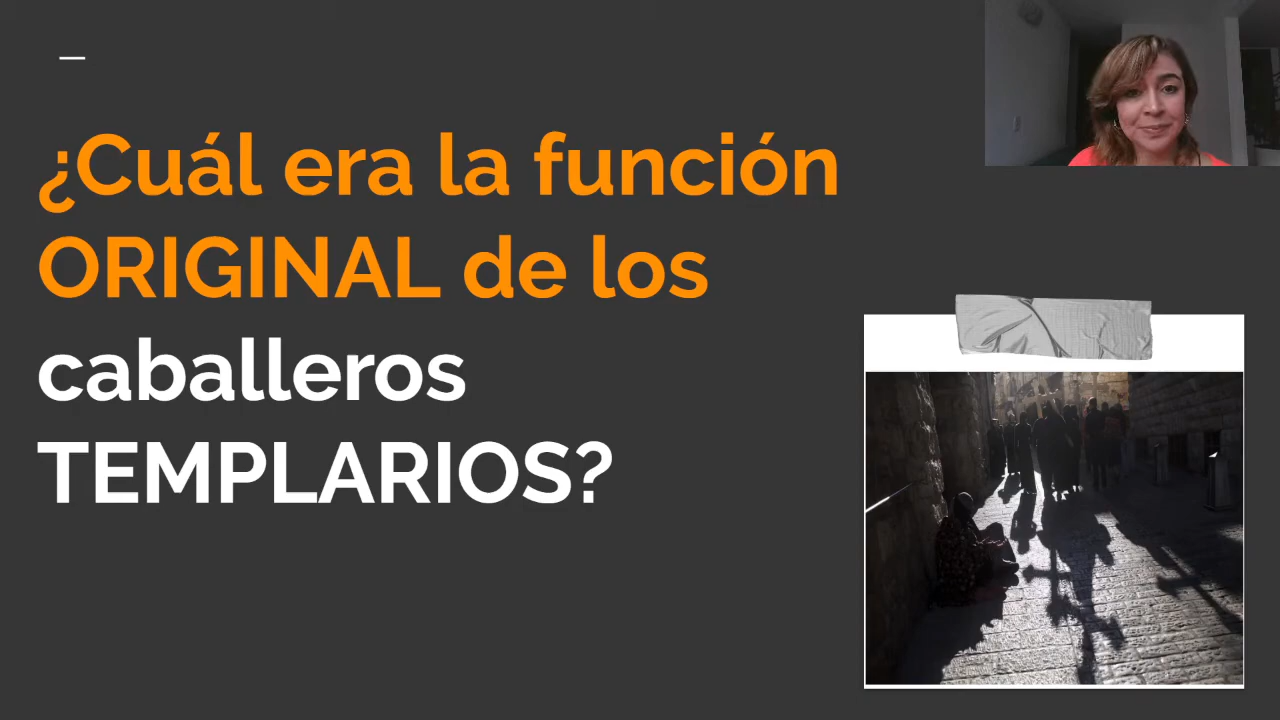 ¿Cuál era la función
ORIGINAL de los
caballeros
TEMPLARIOS?